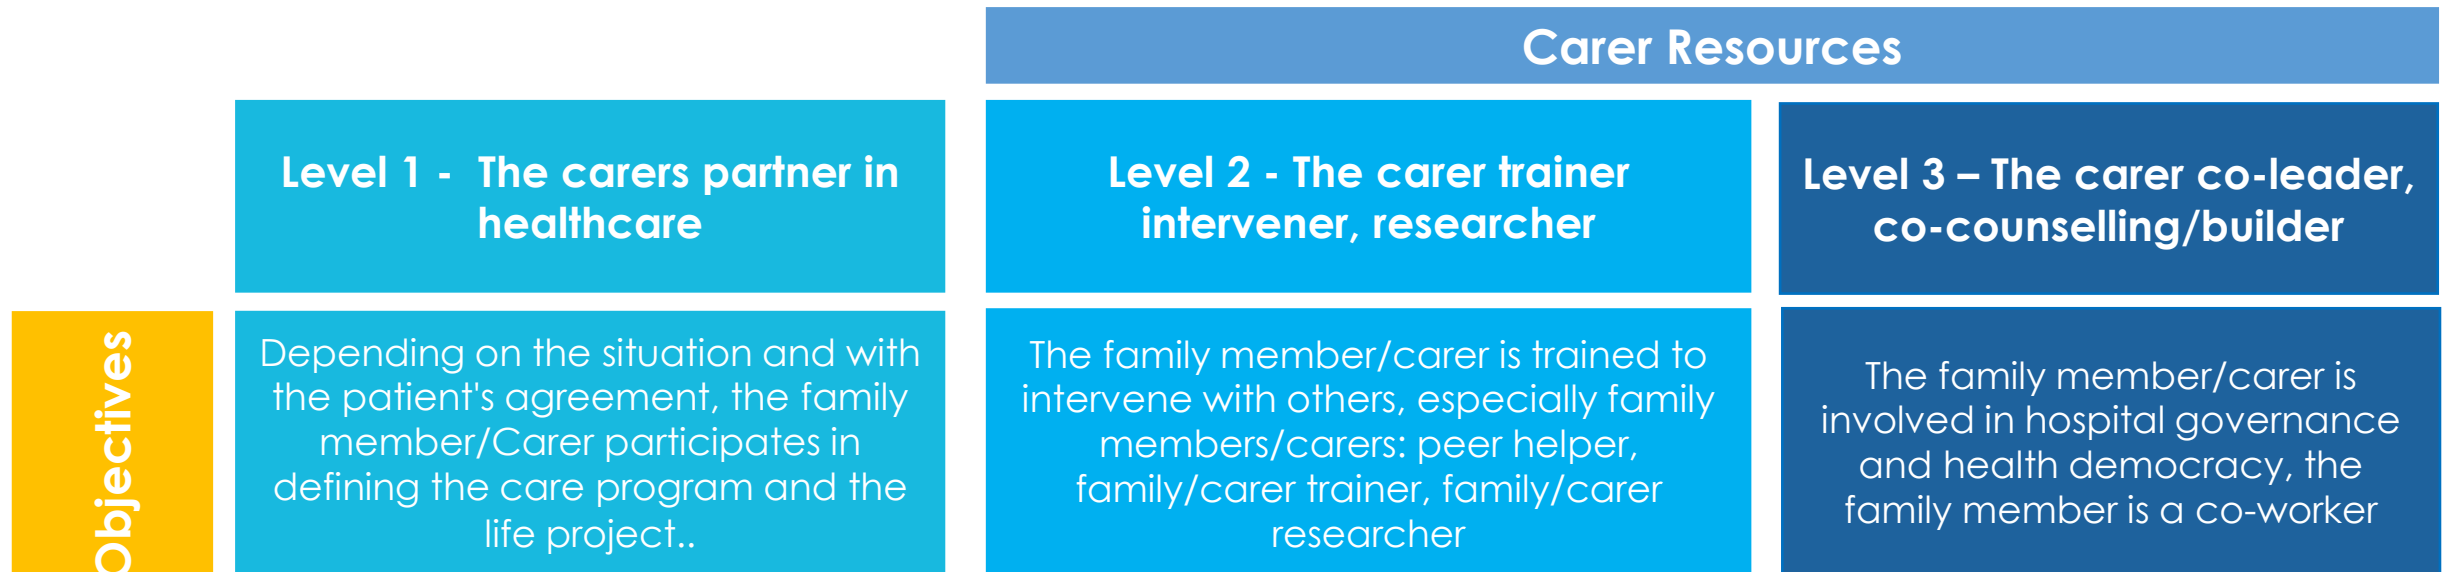 Carer Resources
Level 1 -  The carers partner in
healthcare
Level 2 - The carer trainer
intervener, researcher
Level 3 – The carer co-leader,
co-counselling/builder
Objectives
Depending on the situation and with
the patient's agreement, the family
member/Carer participates in
defining the care program and the
life project..
The family member/carer is trained to
intervene with others, especially family
members/carers: peer helper,
family/carer trainer, family/carer
researcher
The family member/carer is
involved in hospital governance
and health democracy, the
family member is a co-worker